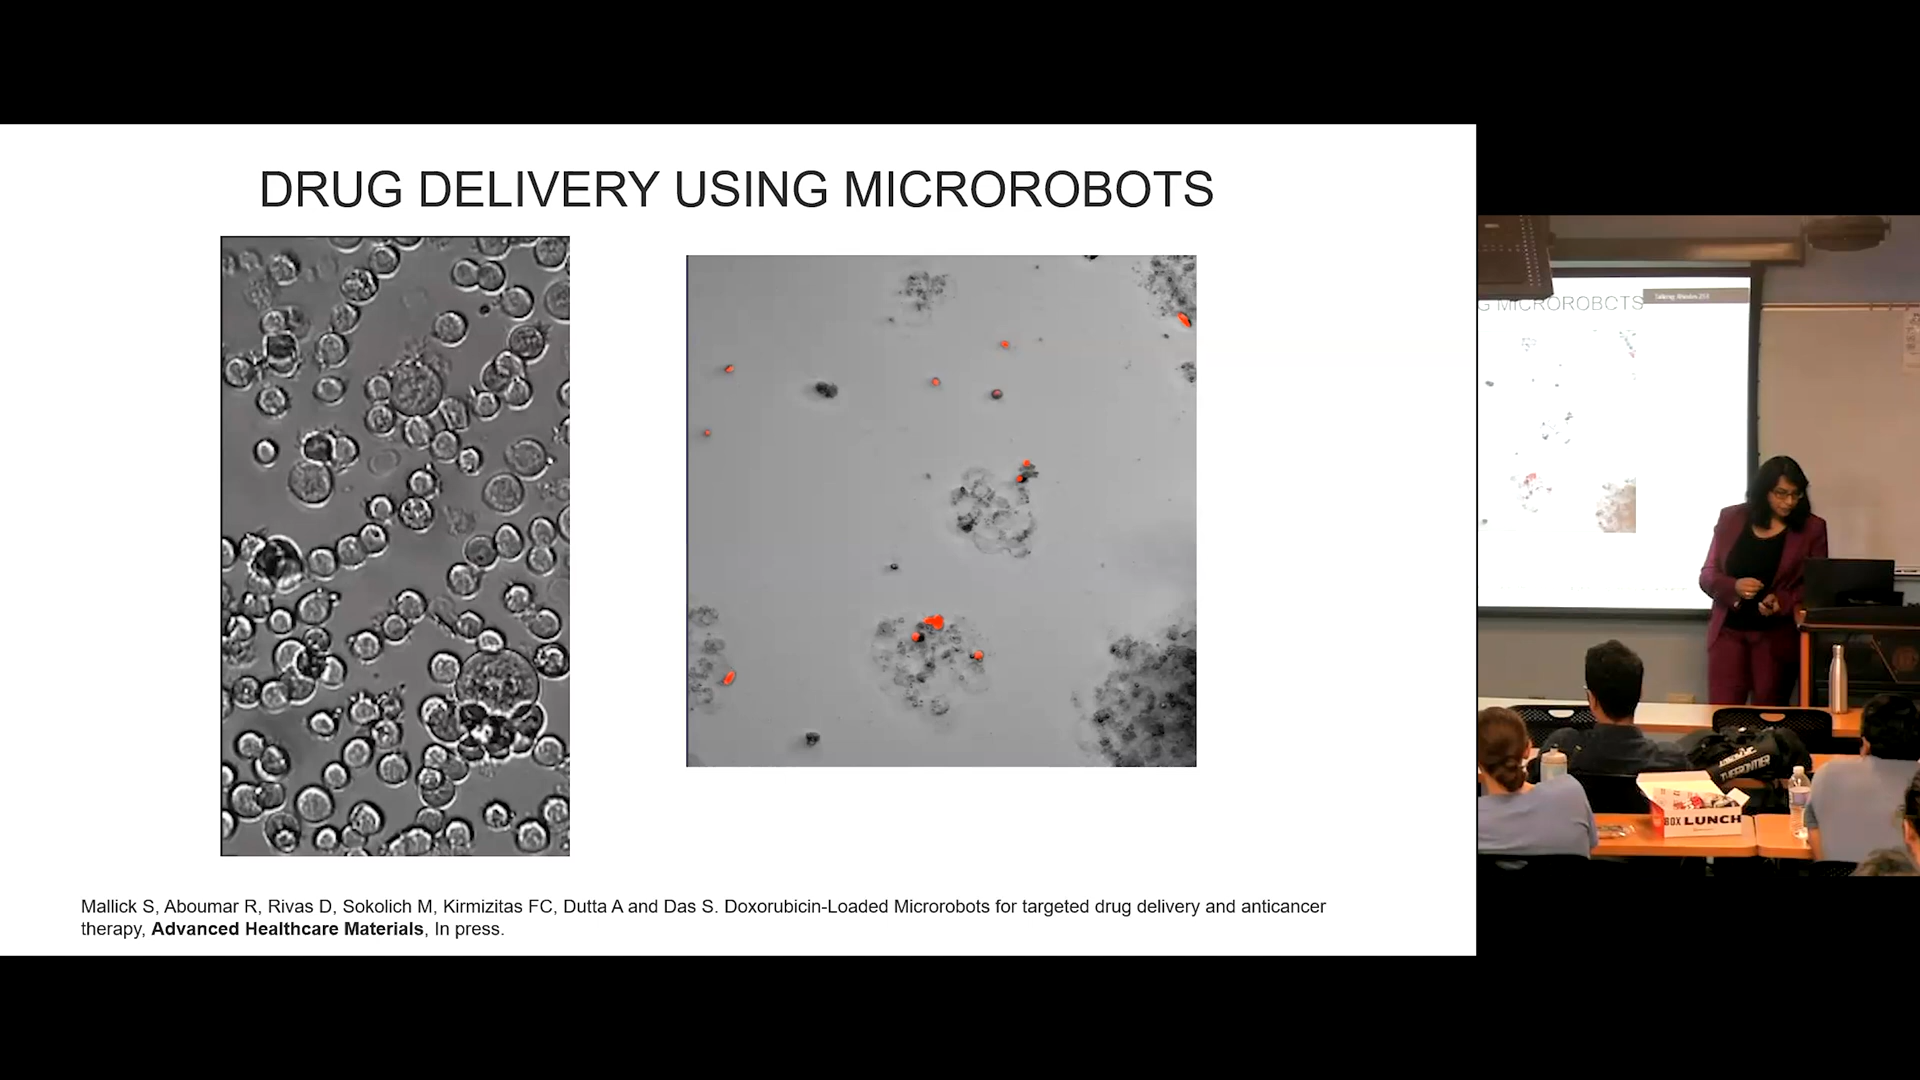 DRUG DELIVERY USING MICROROBOTS
Mallick S, Aboumar R, Rivas D, Sokolich M, Kirmizitas FC, Dutta A and Das S. Doxorubicin-Loaded Microrobots for targeted drug delivery and anticancer
therapy, Advanced Healthcare Materials, In press.
G MICROROBOTS
BOX LUNCH